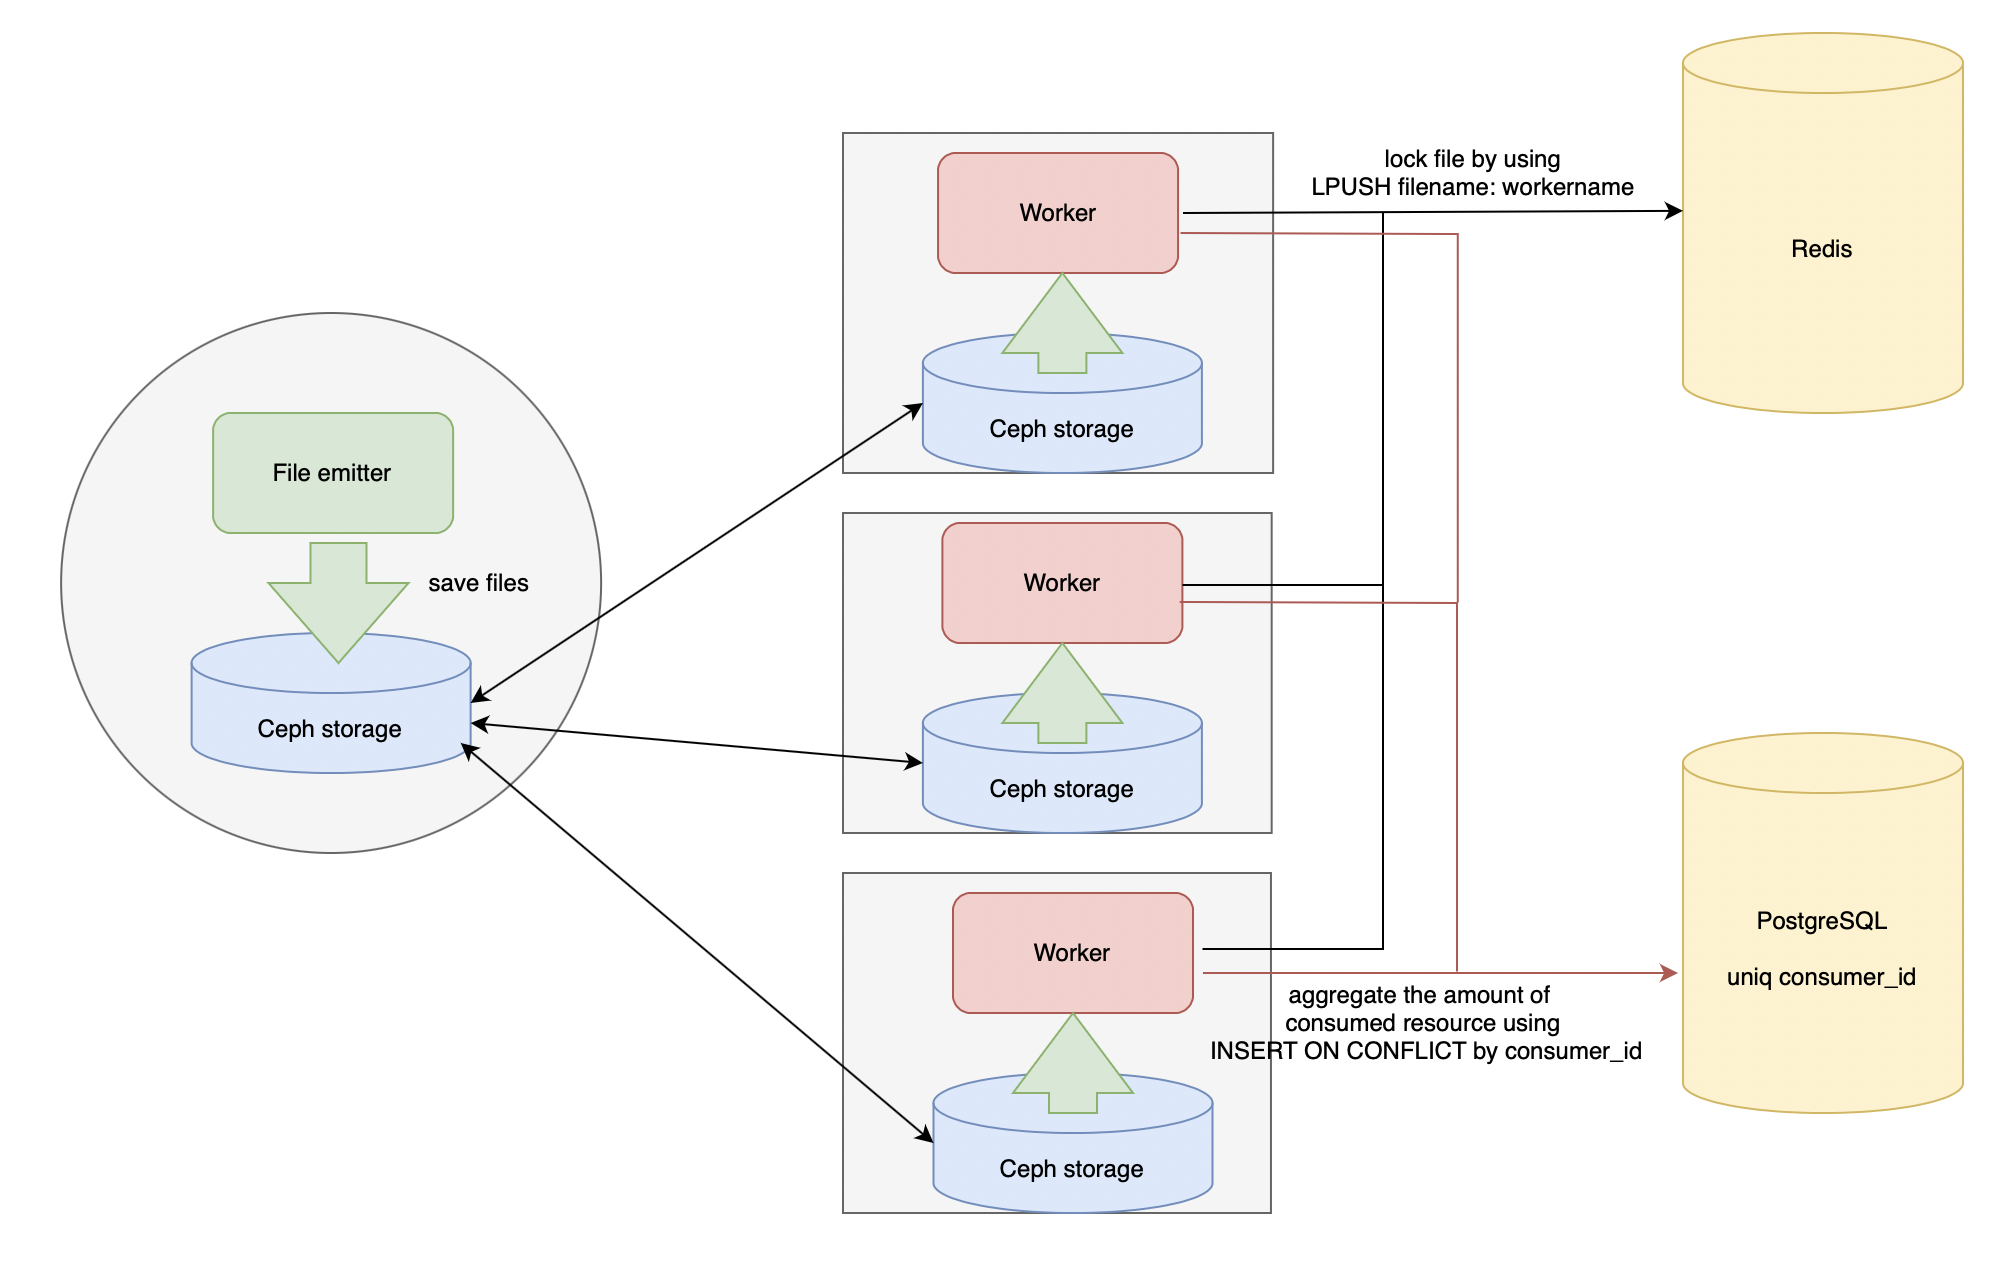 File emitter
save files
Ceph storage
Worker
Ceph storage
Worker
Ceph storage
Worker
Ceph storage
lock file by using
LPUSH filename: workername
Redis
aggregate the amount of
consumed resource using
INSERT ON CONFLICT by consumer_id
PostgreSQL
uniq consumer_id